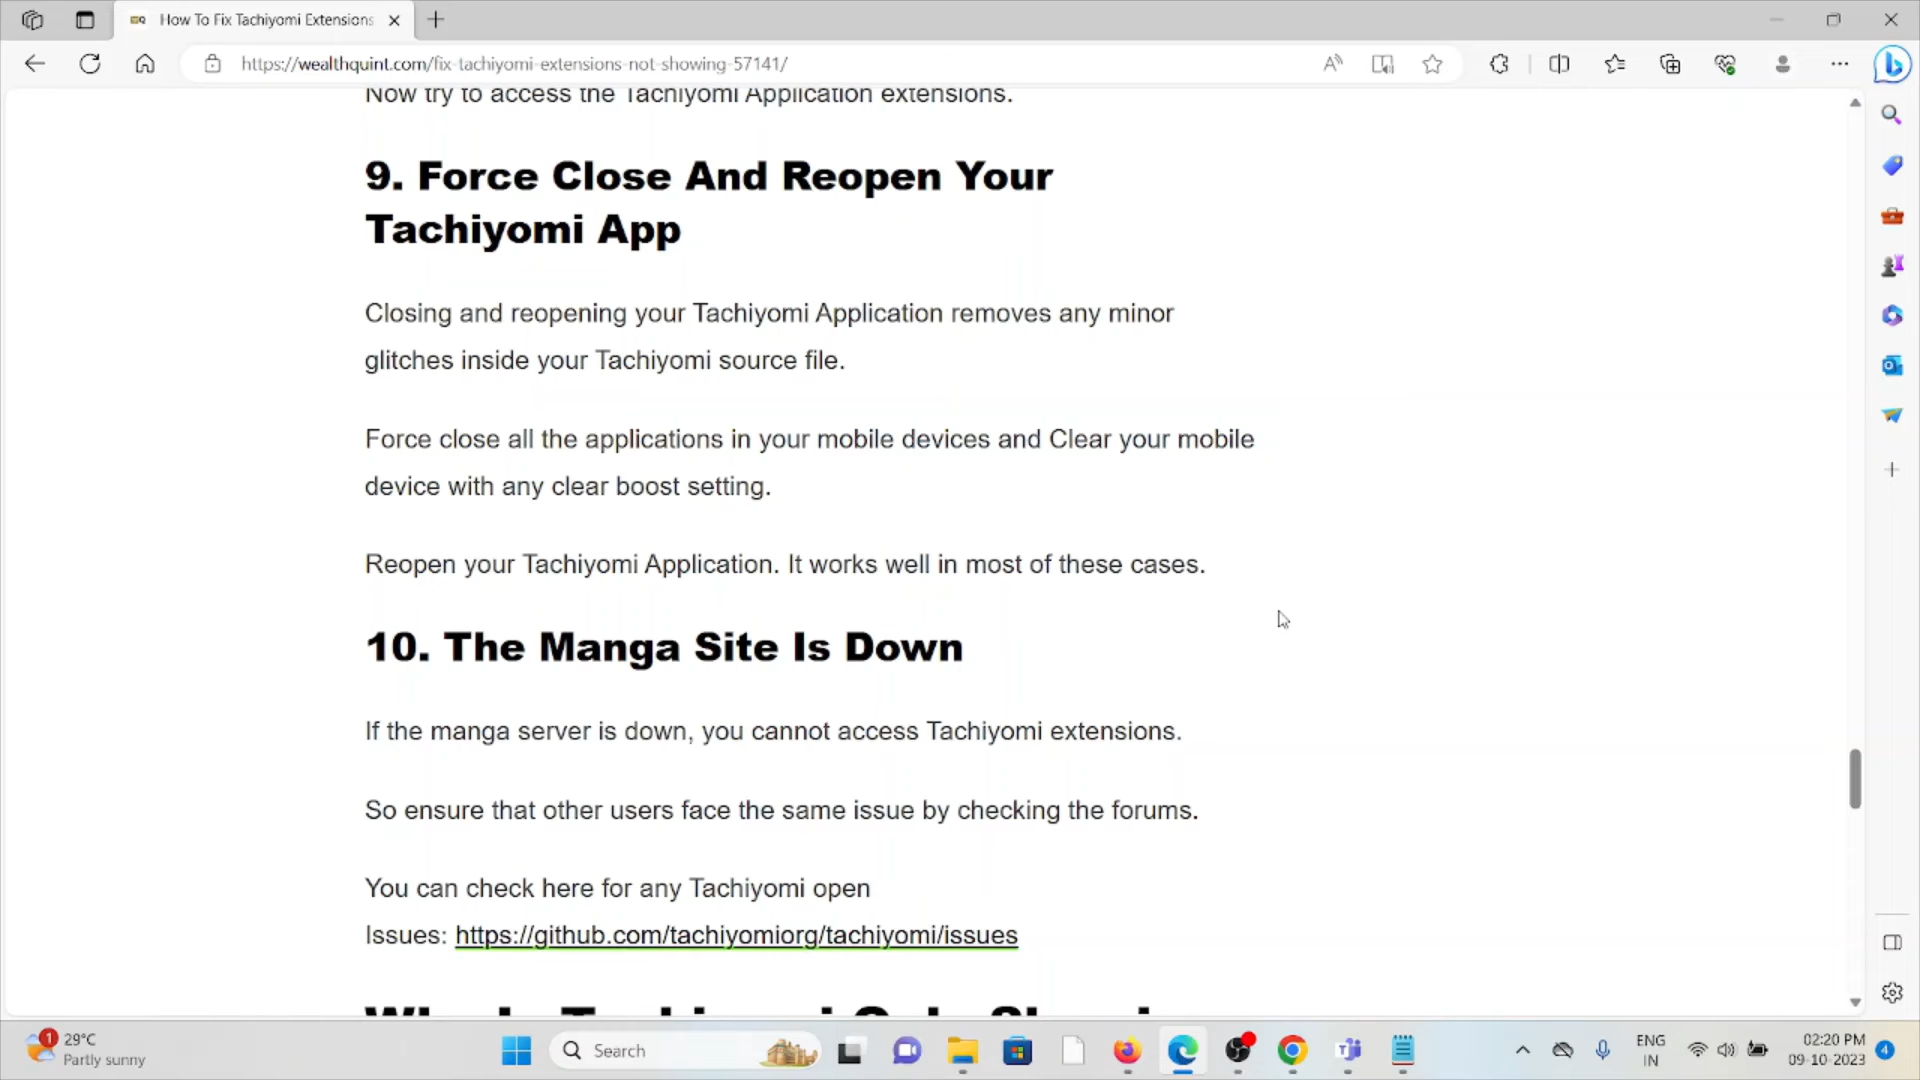 How To Fix Tachiyomi Extensions
https://wealthquint.com/fix-tachiyomi-extensions-not-showing-57141/
Now try to access the Tachiyomi Application extensions.
9. Force Close And Reopen Your
Tachiyomi App
Closing and reopening your Tachiyomi Application removes any minor
glitches inside your Tachiyomi source file.
Force close all the applications in your mobile devices and Clear your mobile
device with any clear boost setting.
Reopen your Tachiyomi Application. It works well in most of these cases.
10. The Manga Site Is Down
If the manga server is down, you cannot access Tachiyomi extensions.
So ensure that other users face the same issue by checking the forums.
You can check here for any Tachiyomi open
Issues: https://github.com/tachiyomiorg/tachiyomi/issues
1
29°C
Partly sunny
Search
ENG
IN
02:20 PM
09-10-2023
4